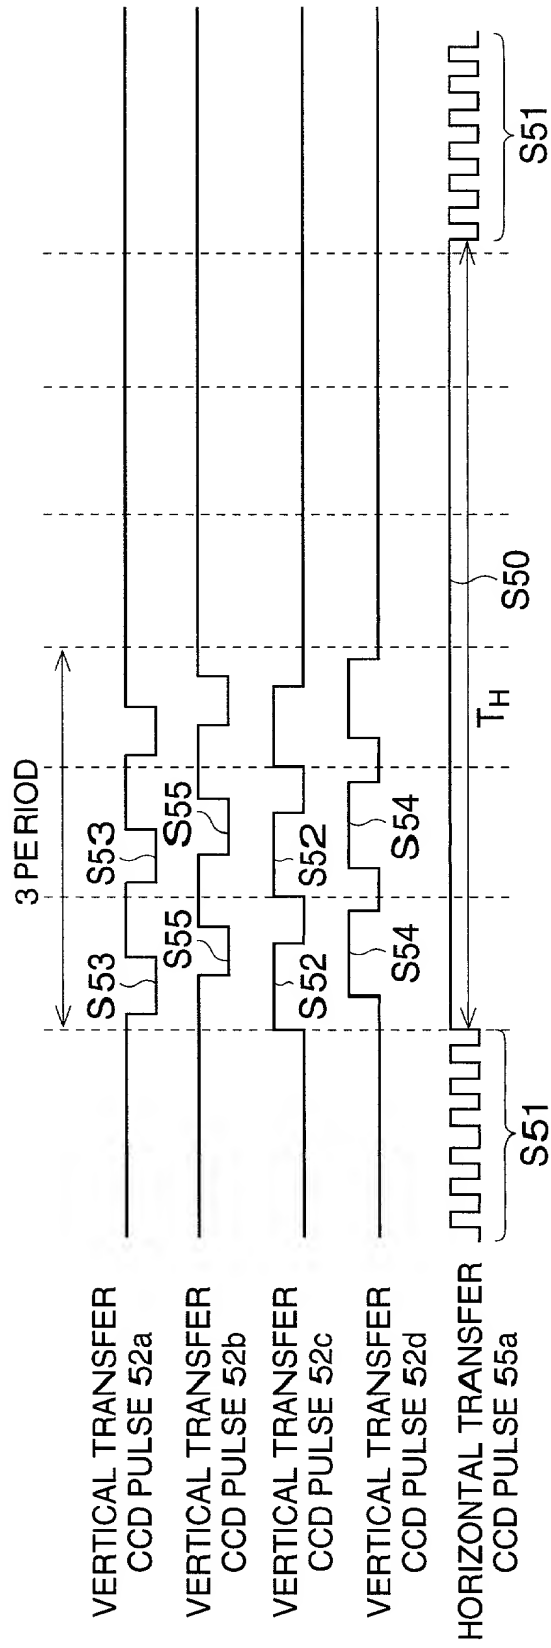 3 PERIOD
VERTICAL TRANSFER
CCD PULSE 52a
S53
S53
VERTICAL TRANSFER
CCD PULSE 52b
S55
S55
VERTICAL TRANSFER
CCD PULSE 52c
S52
S52
VERTICAL TRANSFER
CCD PULSE 52d
S54
S54
HORIZONTAL TRANSFER
CCD PULSE 55a
S51
TH
S50
S51